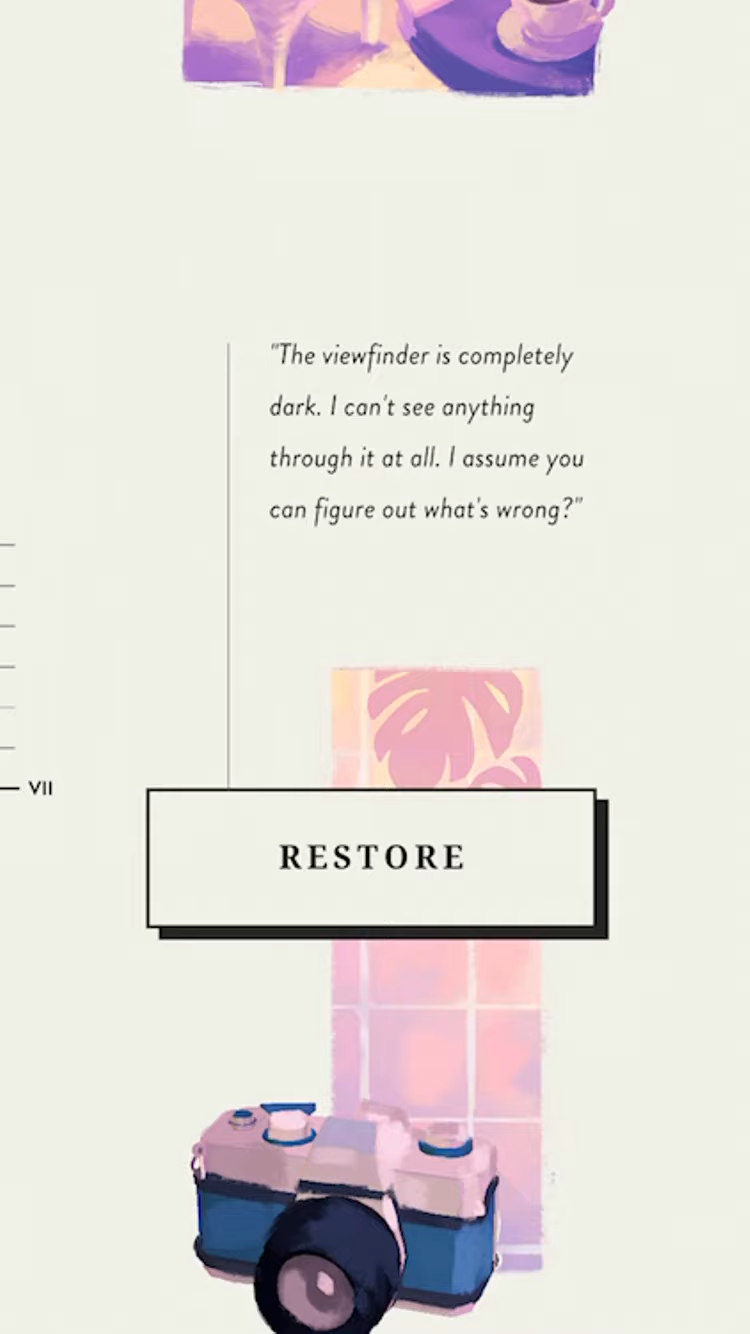 "The viewfinder is completely
dark. I can't see anything
through it at all. I assume you
can figure out what's wrong?"
VII
RESTORE